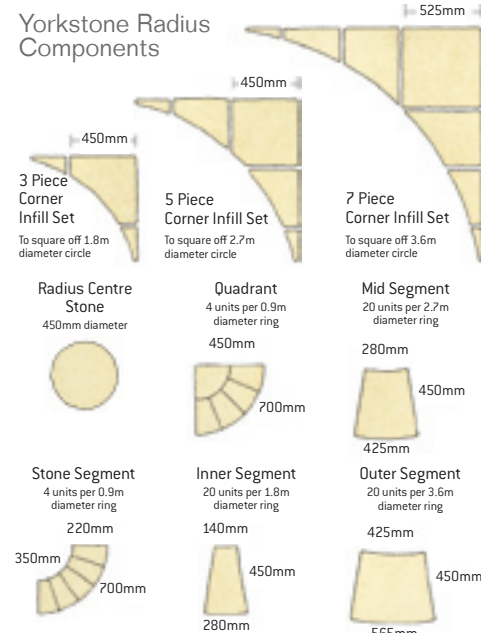 Yorkstone Radius
Components
525mm
450mm
450mm
3 Piece
Corner
Infill Set
To square off 1.8m
diameter circle
5 Piece
Corner Infill Set
To square off 2.7m
diameter circle
7 Piece
Corner Infill Set
To square off 3.6m
diameter circle
Radius Centre
Stone
450mm diameter
Quadrant
4 units per 0.9m
diameter ring
450mm
700mm
Mid Segment
20 units per 2.7m
diameter ring
280mm
450mm
425mm
Stone Segment
4 units per 0.9m
diameter ring
220mm
350mm
700mm
Inner Segment
20 units per 1.8m
diameter ring
140mm
450mm
280mm
Outer Segment
20 units per 3.6m
diameter ring
425mm
450mm
565mm